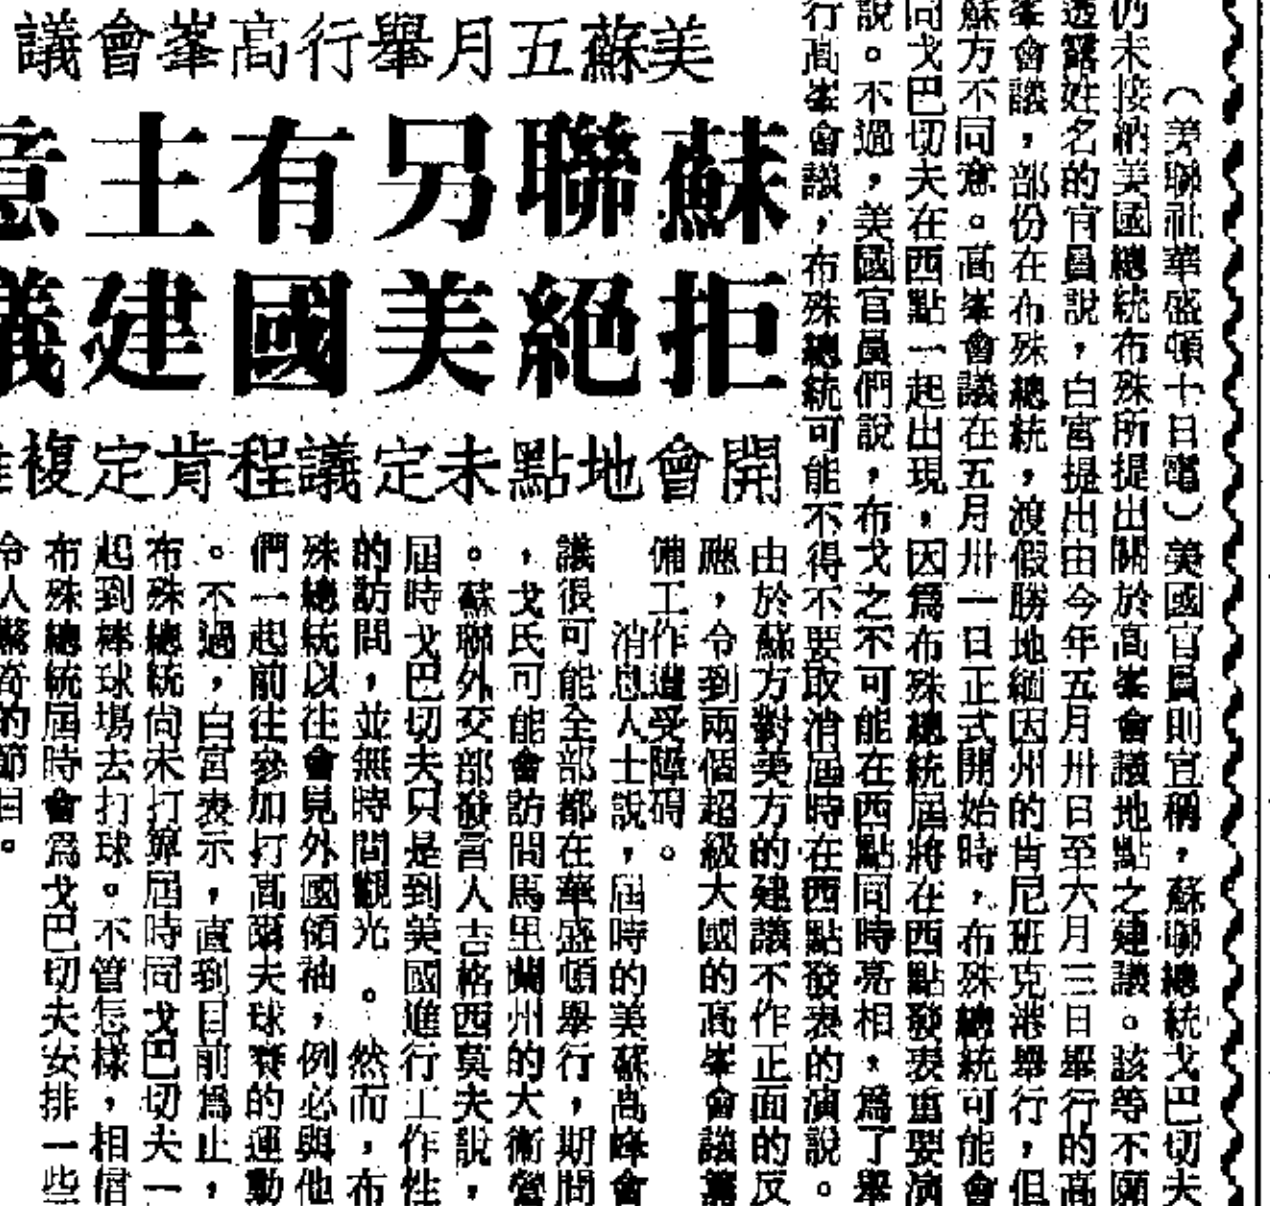 美蘇五月舉行高峯會議
蘇聯另有主意
拒絕美國建議
開會地點未定議程肯定複雜
（美聯社華盛頓十日電）美國官員則宣稱，蘇聯總統戈巴切夫
仍未接納美國總統布殊所提出關於高峯會議地點之建議。該等不願
透露姓名的官員說，白宮提出由今年五月卅日至六月三日舉行的高
峯會議，部份在布殊總統，渡假勝地緬因州的肯尼班克港舉行，但
蘇方不同意。高峯會議在五月卅一日正式開始時，布殊總統可能會
同戈巴切夫在西點一起出現，因爲布殊總統屆將在西點發表重要演
說。不過，美國官員們說，布戈之不可能在西點同時亮相，爲了舉
行高峯會議，布殊總統可能不得不要取消屆時在西點發表的演說。
由於蘇方對美方的建議不作正面的反
應，令到兩個超級大國的高峯會議籌
備工作遭受障碍。
消息人士說，屆時的美蘇高峰會
議很可能全部都在華盛頓舉行，期間
，戈氏可能會訪問馬里蘭州的大衛營
。蘇聯外交部發言人吉格西莫夫說，
屆時戈巴切夫只是到美國進行工作性
的訪問，並無時間觀光。然而，布
殊總統以往會見外國領袖，例必與他
們一起前往參加打高爾夫球賽的運動
。不過，白宮表示，直到目前爲止，
布殊總統尚未打算屆時同戈巴切夫一
起到棒球場去打球。不管怎樣，相信
布殊總統屆時會爲戈巴切夫安排一些
令人驚奇的節目。